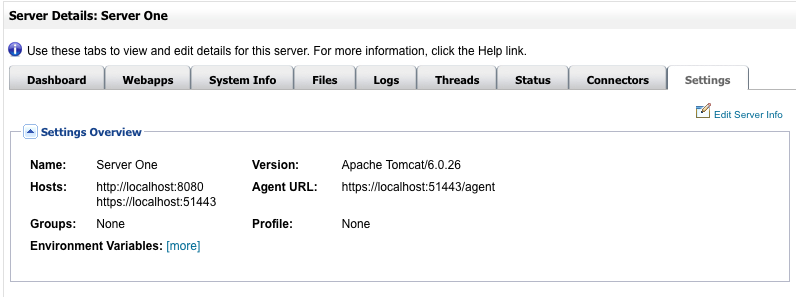 Server Details: Server One
Use these tabs to view and edit details for this server. For more information, click the Help link.
Dashboard Webapps System Info Files Logs Threads Status Connectors Settings
Edit Server Info
Settings Overview
Name: Server One Version: Apache Tomcat/6.0.26
Hosts: http://localhost:8080 Agent URL: https://localhost:51443/agent
https://localhost:51443
Groups: None Profile: None
Environment Variables: [more]